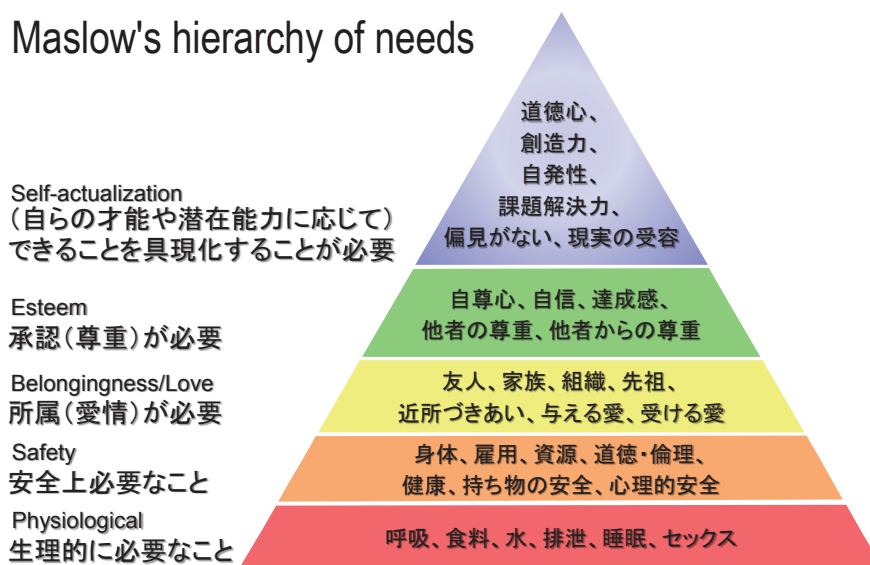 Maslow's hierarchy of needs
道徳心、
創造力、
自発性、
課題解決力、
偏見がない、現実の受容
Self-actualization
（自らの才能や潜在能力に応じて）
できることを具現化することが必要
自尊心、自信、達成感、
他者の尊重、他者からの尊重
Esteem
承認（尊重）が必要
友人、家族、組織、先祖、
近所づきあい、与える愛、受ける愛
Belongingness/Love
所属（愛情）が必要
身体、雇用、資源、道徳・倫理、
健康、持ち物の安全、心理的安全
Safety
安全上必要なこと
呼吸、食料、水、排泄、睡眠、セックス
Physiological
生理的に必要なこと